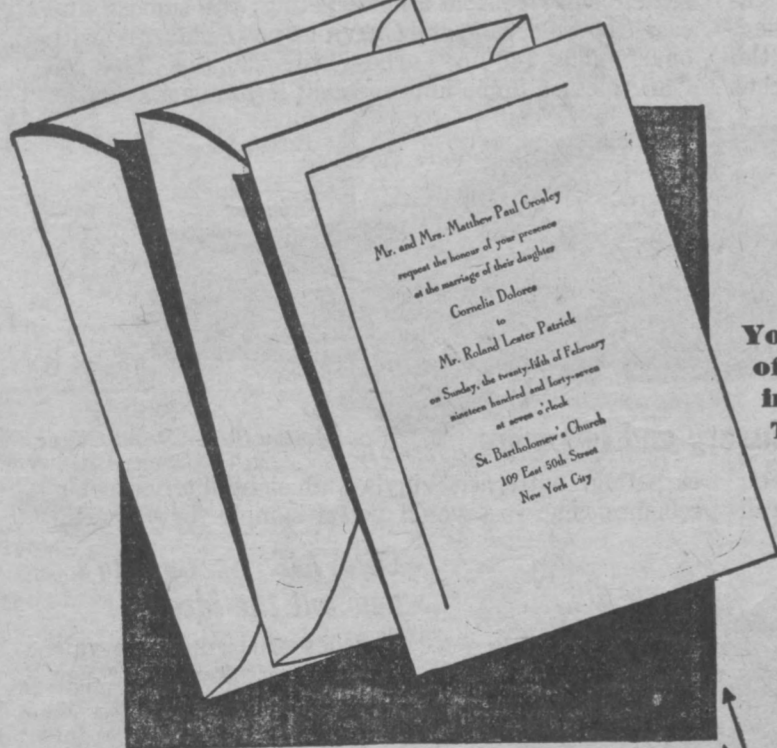 Mr. and Mrs. Matthew Paul Crosley
request the honour of your presence
at the marriage of their daughter
Cornelia Dolores
to
Mr. Roland Lester Patrick
on Sunday, the twenty-fifth of February
nineteen hundred and forty-seven
at seven o'clock
St. Bartholomew's Church
109 East 50th Street
New York City